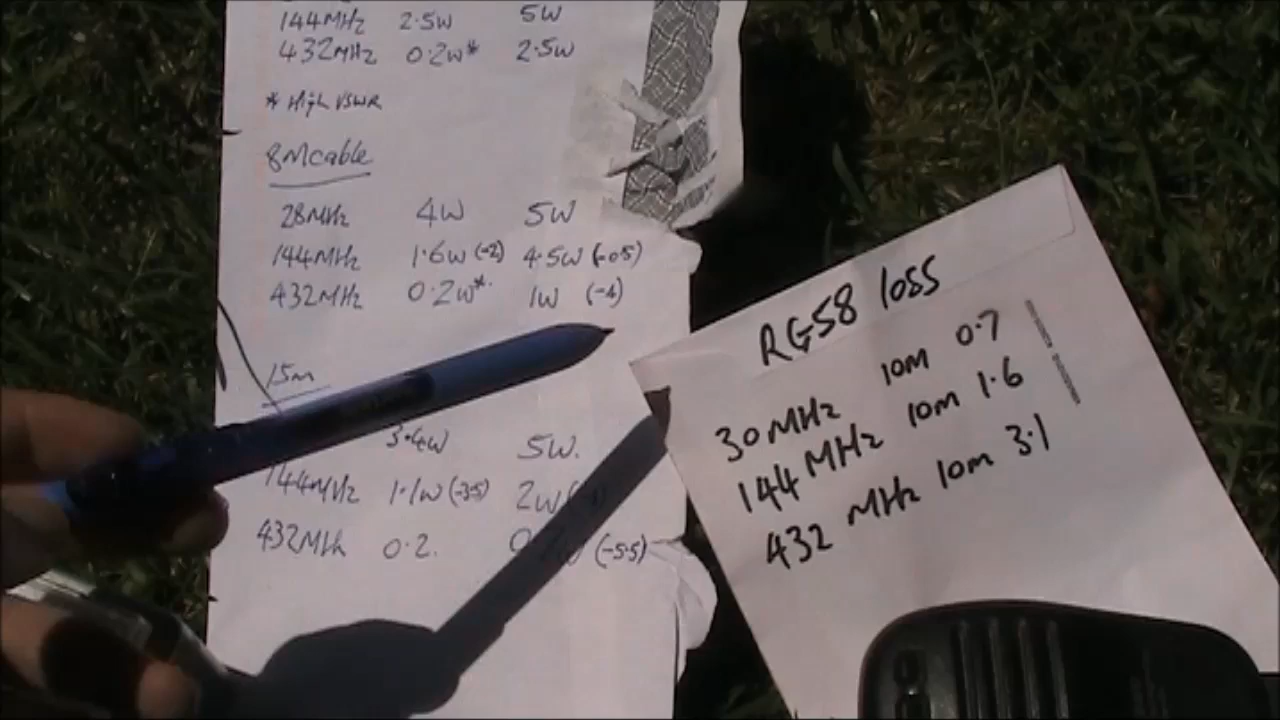 144MHz 2.5W 5W
432MHz 0.2W* 2.5W
* High VSWR
8Mcable
28MHz 4W 5W
144MHz 1.6W (-2) 4.5W (-0.5)
432MHz 0.2W* 1W (-4)
15m
3.4W 5W.
144MHz 1.1W (-3.5) 2W
432MHz 0.2. (-5.5)
RG58 loss
30MHz 10m 0.7
144MHz 10m 1.6
432 MHz 10m 3.1